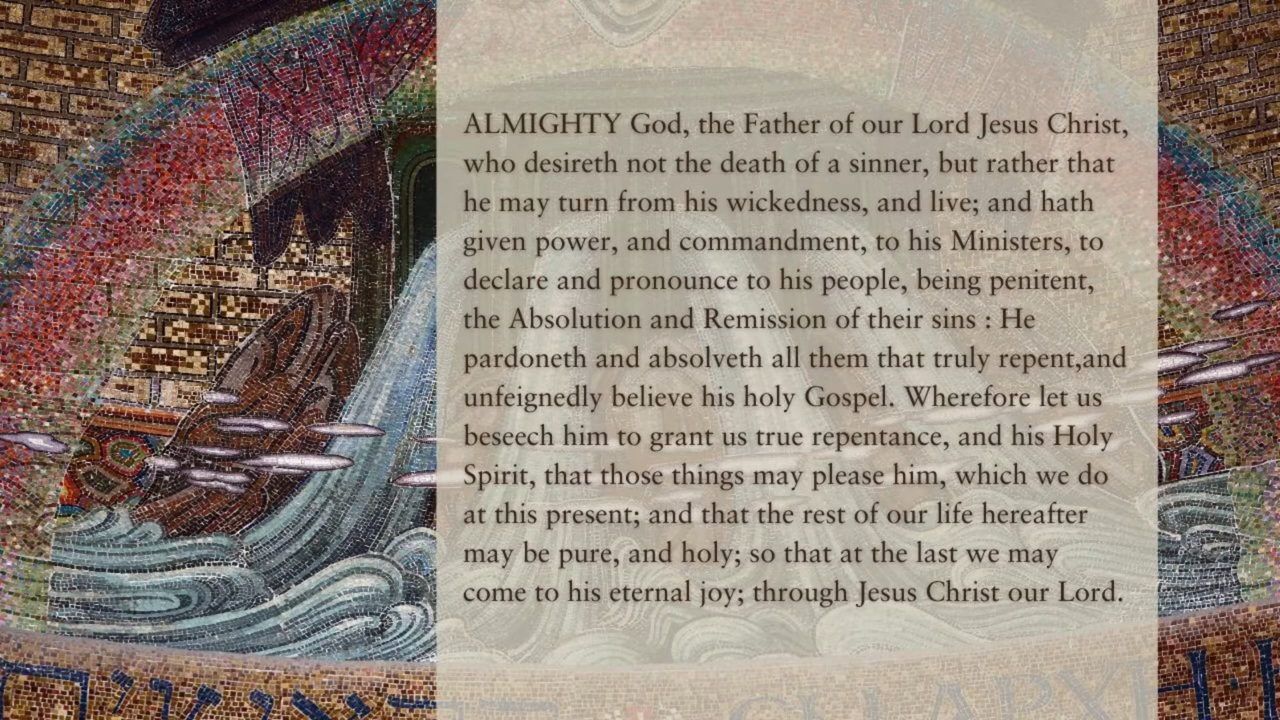 ALMIGHTY God, the Father of our Lord Jesus Christ,
who desireth not the death of a sinner, but rather that
he may turn from his wickedness, and live; and hath
given power, and commandment, to his Ministers, to
declare and pronounce to his people, being penitent,
the Absolution and Remission of their sins : He
pardoneth and absolveth all them that truly repent,and
unfeignedly believe his holy Gospel. Wherefore let us
beseech him to grant us true repentance, and his Holy
Spirit, that those things may please him, which we do
at this present; and that the rest of our life hereafter
may be pure, and holy; so that at the last we may
come to his eternal joy; through Jesus Christ our Lord.